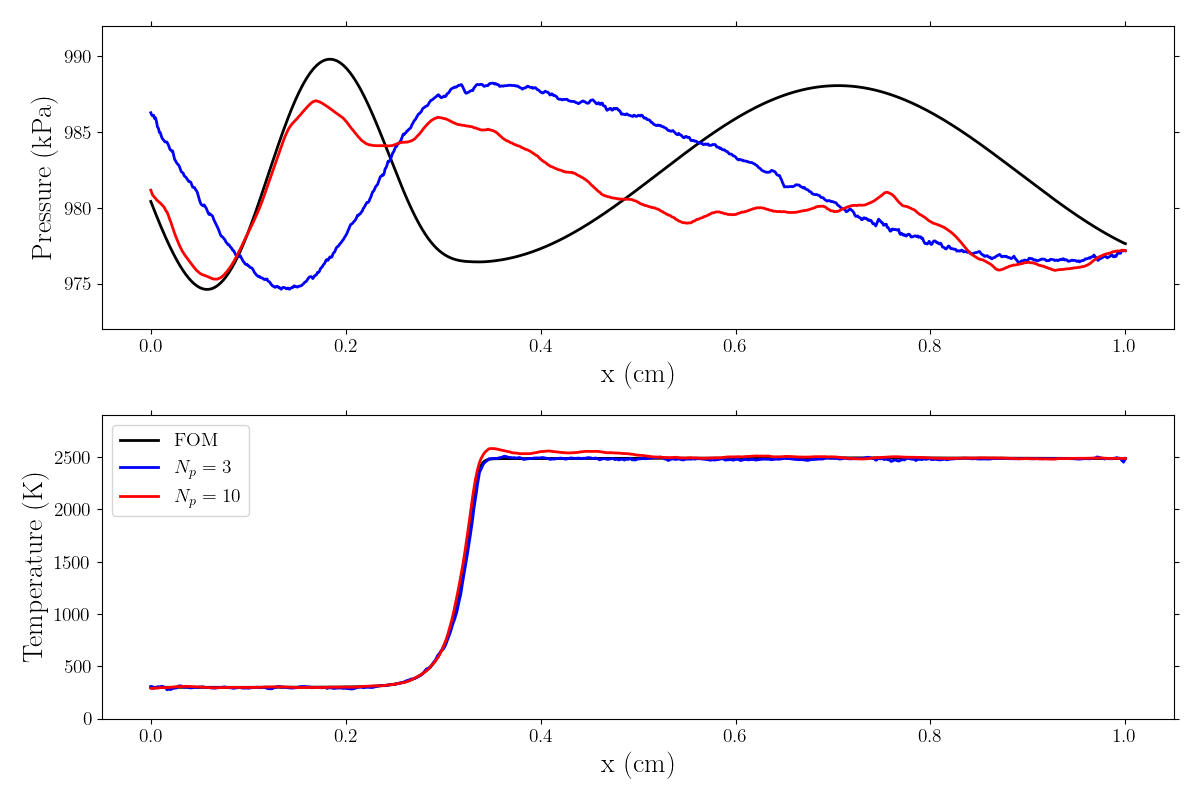 Pressure (kPa)
990
985
980
975
0.0 0.2 0.4 0.6 0.8 1.0
x (cm)
Temperature (K)
2500
2000
1500
1000
500
0
FOM
$N_p = 3$
$N_p = 10$
0.0 0.2 0.4 0.6 0.8 1.0
x (cm)